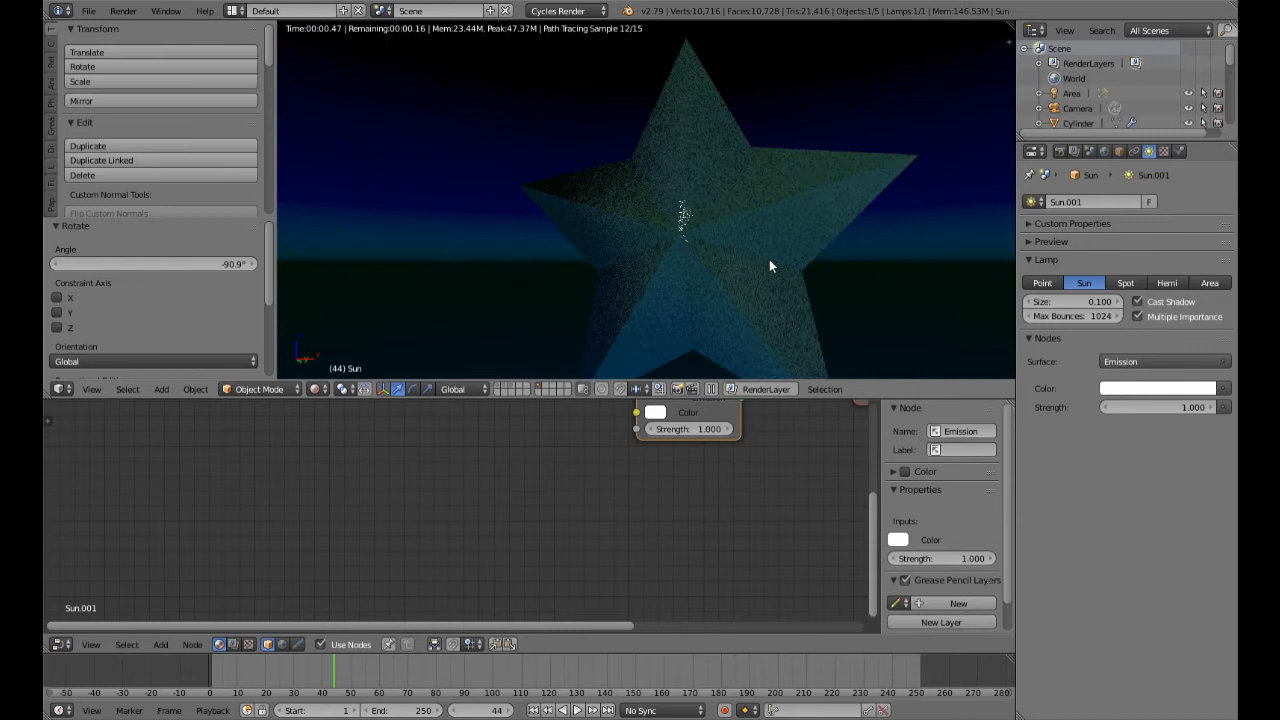 File Render Window Help Default Scene Cycles Render v2.79 | Verts:10,716 | Faces:10,728 | Tris:21,416 | Objects:1/5 | Lamps:1/1 | Mem:146.53M | Sun
Time:00:00.47 | Remaining:00:00.16 | Mem:23.44M, Peak:47.37M | Path Tracing Sample 12/15
Transform
Translate
Rotate
Scale
Mirror
Edit
Duplicate
Duplicate Linked
Delete
Custom Normal Tools:
Flip Custom Normals
Rotate
Angle
-90.9°
Constraint Axis
X
Y
Z
Orientation
Global
(44) Sun
View Select Add Object Object Mode Global RenderLayer Selection
View Search All Scenes
Scene
RenderLayers
World
Area
Camera
Cylinder
Sun Sun.001
Sun.001 F
Custom Properties
Preview
Lamp
Point Sun Spot Hemi Area
Size: 0.100 Cast Shadow
Max Bounces: 1024 Multiple Importance
Nodes
Surface: Emission
Color:
Strength: 1.000
Color
Strength: 1.000
Node
Name: Emission
Label:
Color
Properties
Inputs:
Color
Strength: 1.000
Grease Pencil Layers
New
New Layer
Sun.001
View Select Add Node Use Nodes
-50 -40 -30 -20 -10 0 10 20 30 40 50 60 70 80 90 100 110 120 130 140 150 160 170 180 190 200 210 220 230 240 250 260 270 280
View Marker Frame Playback Start: 1 End: 250 44 No Sync